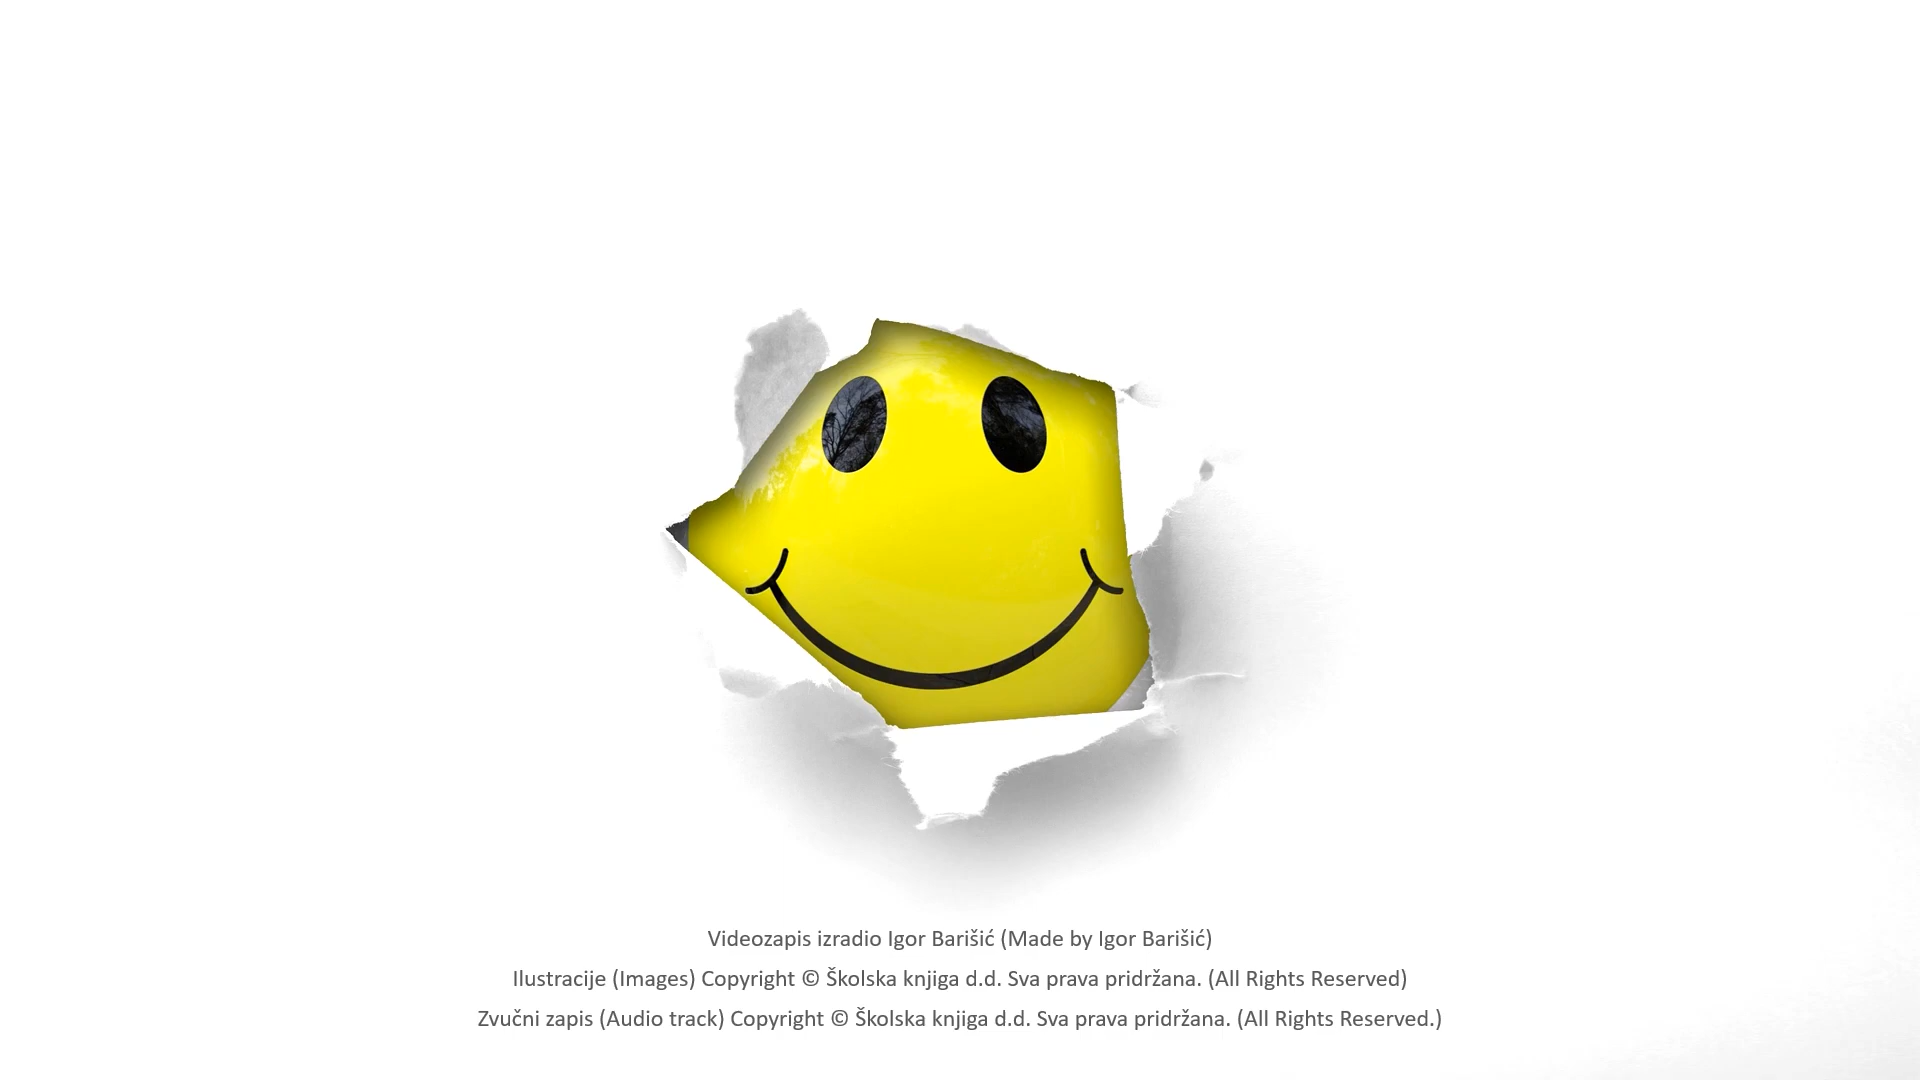 Videozapis izradio Igor Barišić (Made by Igor Barišić)
Ilustracije (Images) Copyright © Školska knjiga d.d. Sva prava pridržana. (All Rights Reserved)
Zvučni zapis (Audio track) Copyright © Školska knjiga d.d. Sva prava pridržana. (All Rights Reserved.)